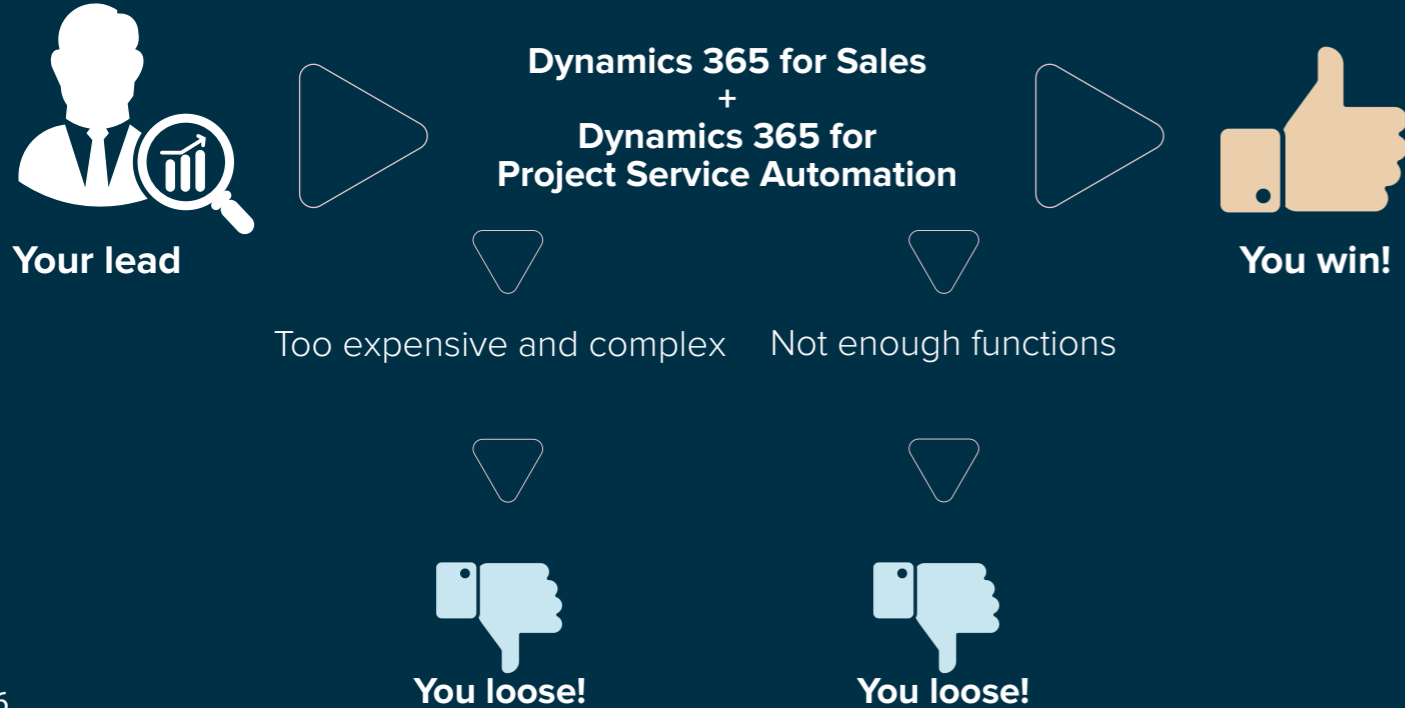 Dynamics 365 for Sales
+
Dynamics 365 for
Project Service Automation
Your lead
You win!
Too expensive and complex
Not enough functions
You loose!
You loose!
6